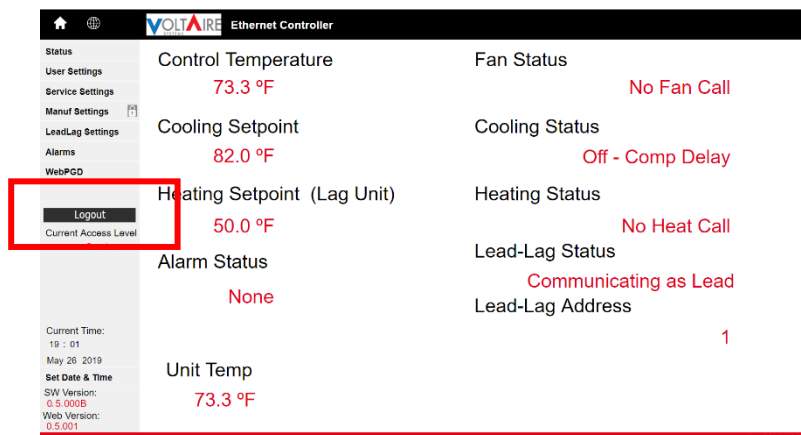 VOLTAIRE
SYSTEMS
Ethernet Controller
Status
User Settings
Service Settings
Manuf Settings
LeadLag Settings
Alarms
WebPGD
Logout
Current Access Level
Current Time:
19 : 01
May 26 2019
Set Date & Time
SW Version:
0.5.000B
Web Version:
0.5.001
Control Temperature
73.3 ºF
Cooling Setpoint
82.0 ºF
Heating Setpoint (Lag Unit)
50.0 ºF
Alarm Status
None
Unit Temp
73.3 ºF
Fan Status
No Fan Call
Cooling Status
Off - Comp Delay
Heating Status
No Heat Call
Lead-Lag Status
Communicating as Lead
Lead-Lag Address
1